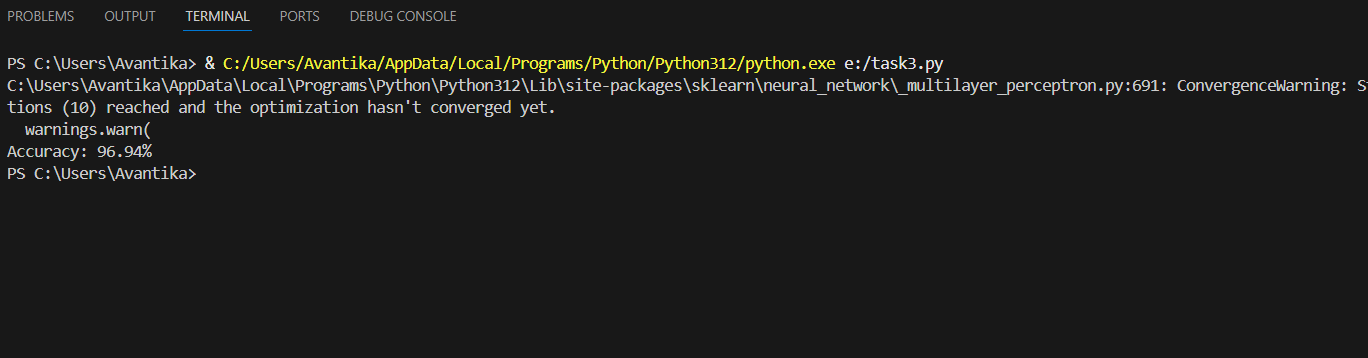 PROBLEMS OUTPUT TERMINAL PORTS DEBUG CONSOLE
PS C:\Users\Avantika> & C:/Users/Avantika/AppData/Local/Programs/Python/Python312/python.exe e:/task3.py
C:\Users\Avantika\AppData\Local\Programs\Python\Python312\Lib\site-packages\sklearn\neural_network\_multilayer_perceptron.py:691: ConvergenceWarning: S
tions (10) reached and the optimization hasn't converged yet.
  warnings.warn(
Accuracy: 96.94%
PS C:\Users\Avantika>